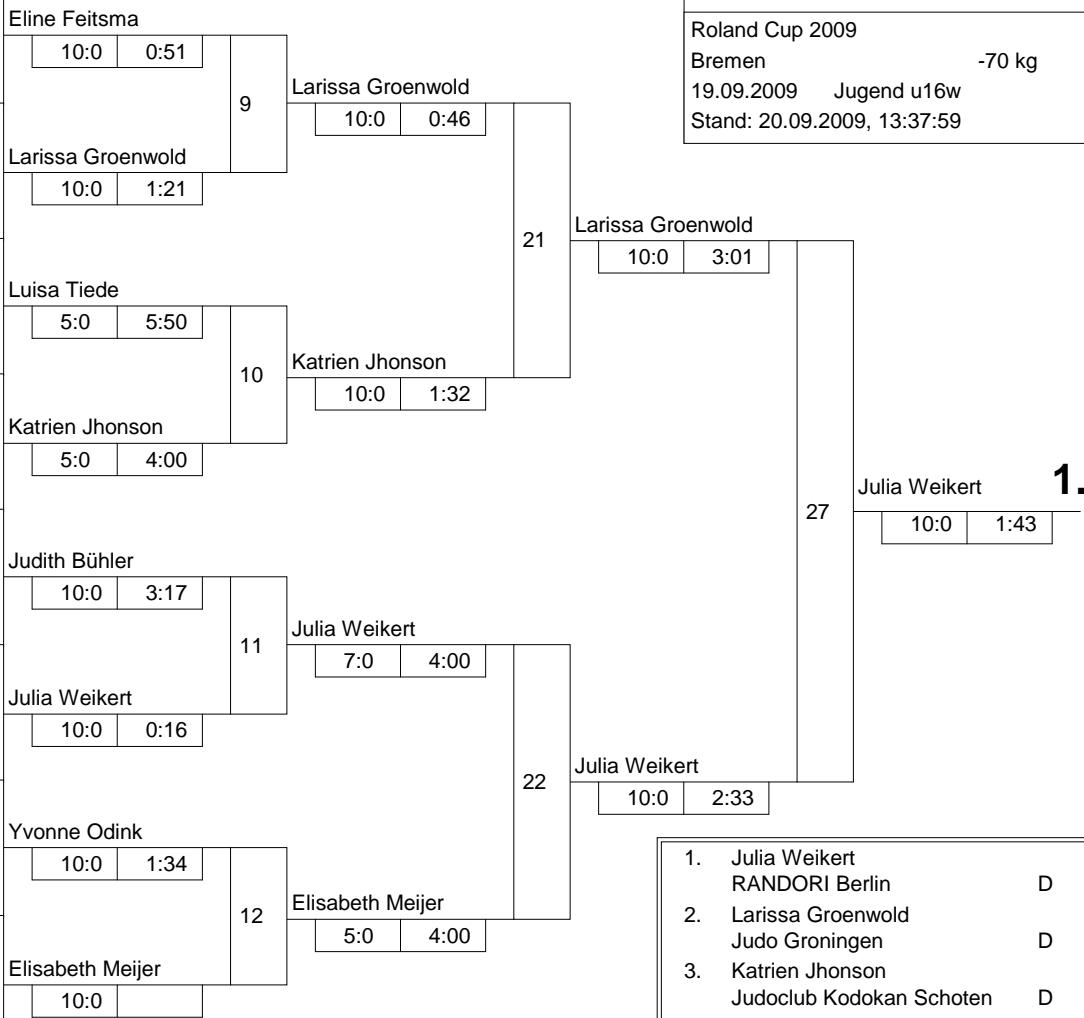 Eline Feitsma
10:0 0:51
9
Larissa Groenwold
10:0 0:46
Larissa Groenwold
10:0 1:21
21
Larissa Groenwold
10:0 3:01
Luisa Tiede
5:0 5:50
10
Katrien Jhonson
10:0 1:32
Katrien Jhonson
5:0 4:00
27
Julia Weikert 1.
10:0 1:43
Judith Bühler
10:0 3:17
11
Julia Weikert
7:0 4:00
Julia Weikert
10:0 0:16
22
Julia Weikert
10:0 2:33
Yvonne Odink
10:0 1:34
12
Elisabeth Meijer
5:0 4:00
Elisabeth Meijer
10:0
Roland Cup 2009
Bremen -70 kg
19.09.2009 Jugend u16w
Stand: 20.09.2009, 13:37:59
1. Julia Weikert
RANDORI Berlin D
2. Larissa Groenwold
Judo Groningen D
3. Katrien Jhonson
Judoclub Kodokan Schoten D